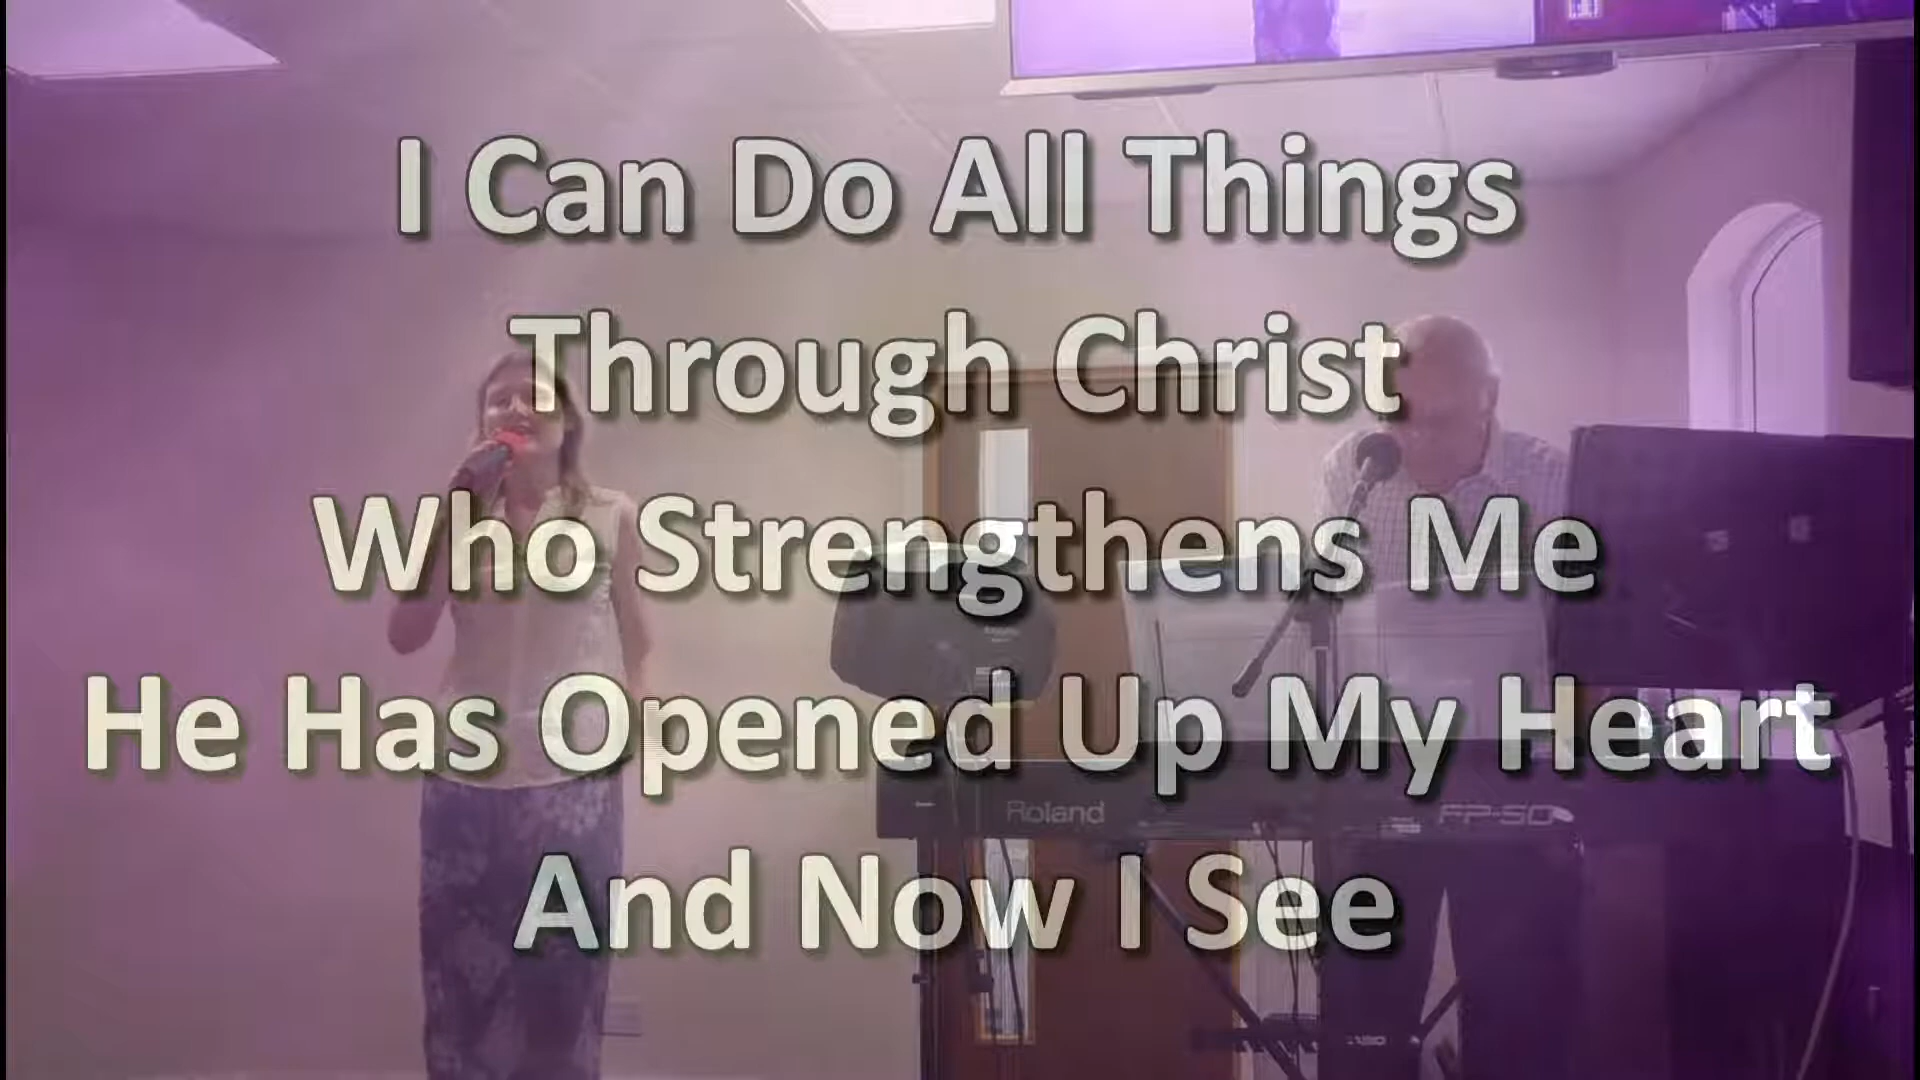 I Can Do All Things
Through Christ
Who Strengthens Me
He Has Opened Up My Heart
Roland
FP-50
And Now I See